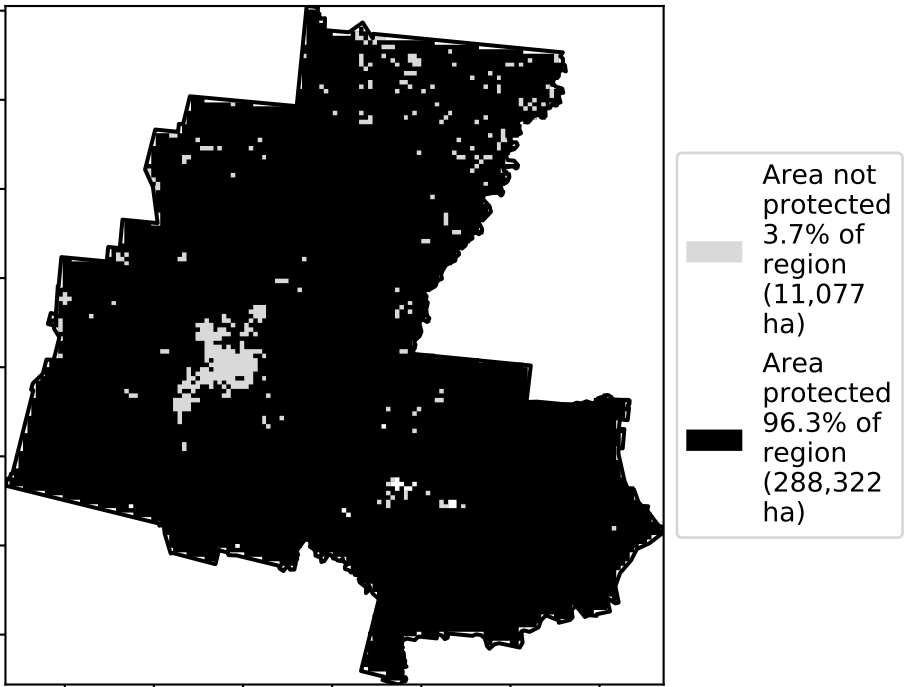 Area not
protected
3.7% of
region
(11,077
ha)
Area
protected
96.3% of
region
(288,322
ha)